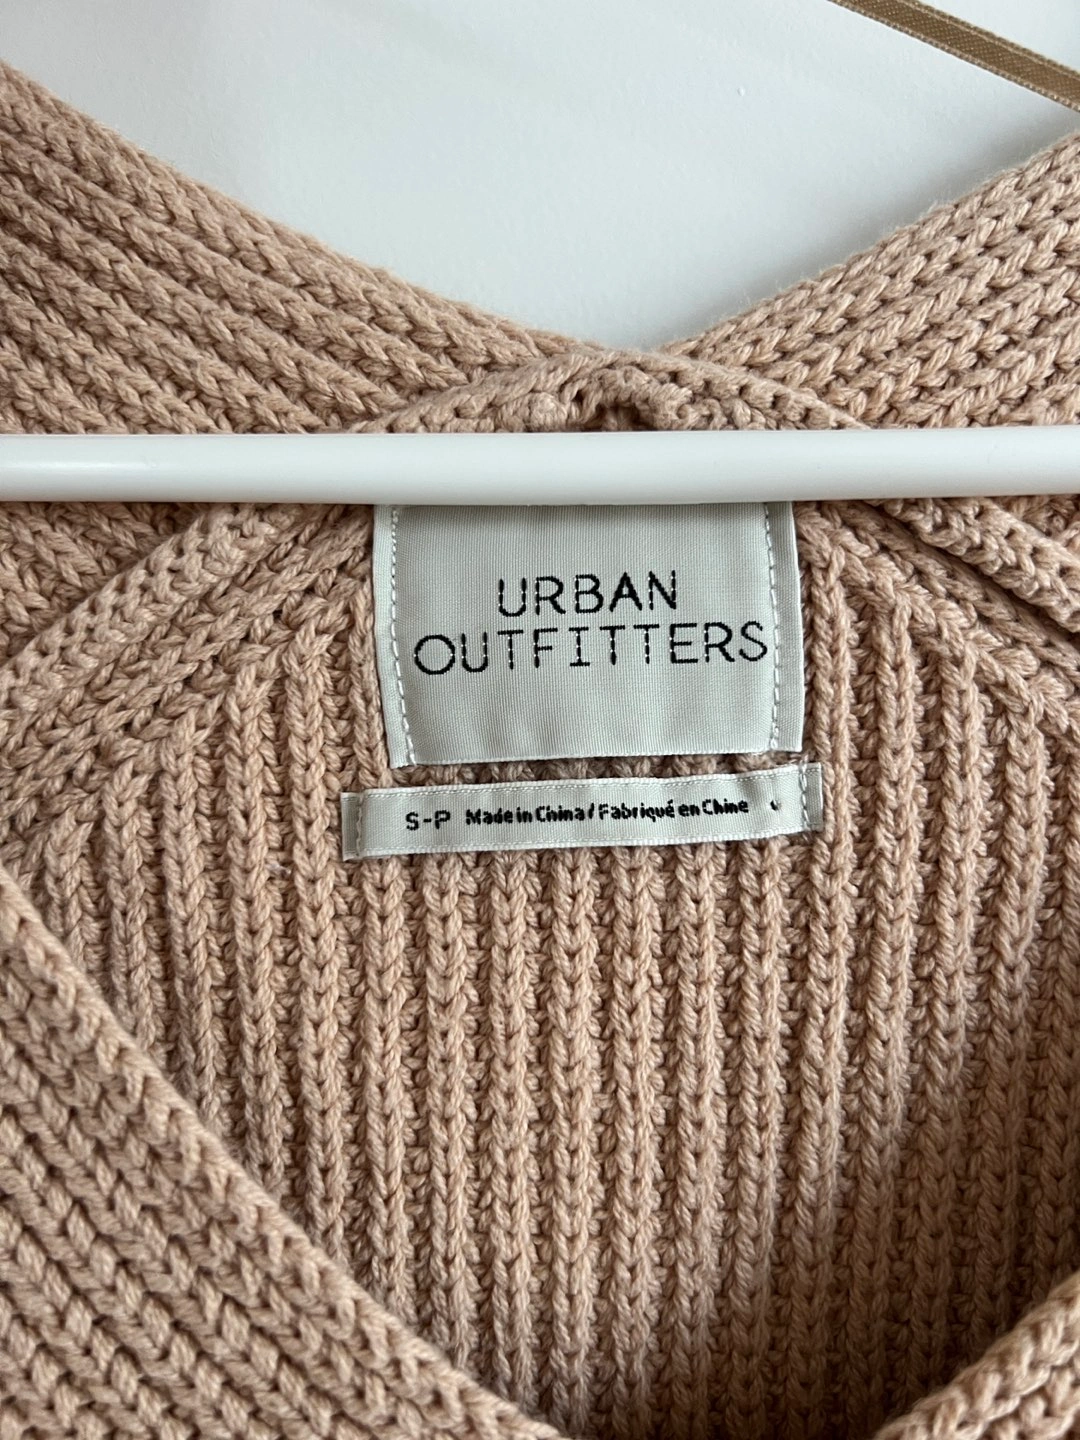 URBAN
OUTFITTERS
S-P Made in China / Fabriqué en Chine